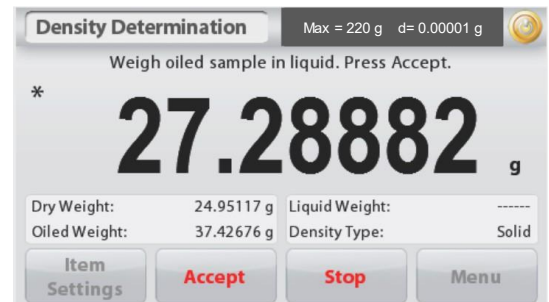 Density Determination Max = 220 g d= 0.00001 g
Weigh oiled sample in liquid. Press Accept.
*
27.28882 g
Dry Weight: 24.95117 g Liquid Weight: ------
Oiled Weight: 37.42676 g Density Type: Solid
Item Settings Accept Stop Menu